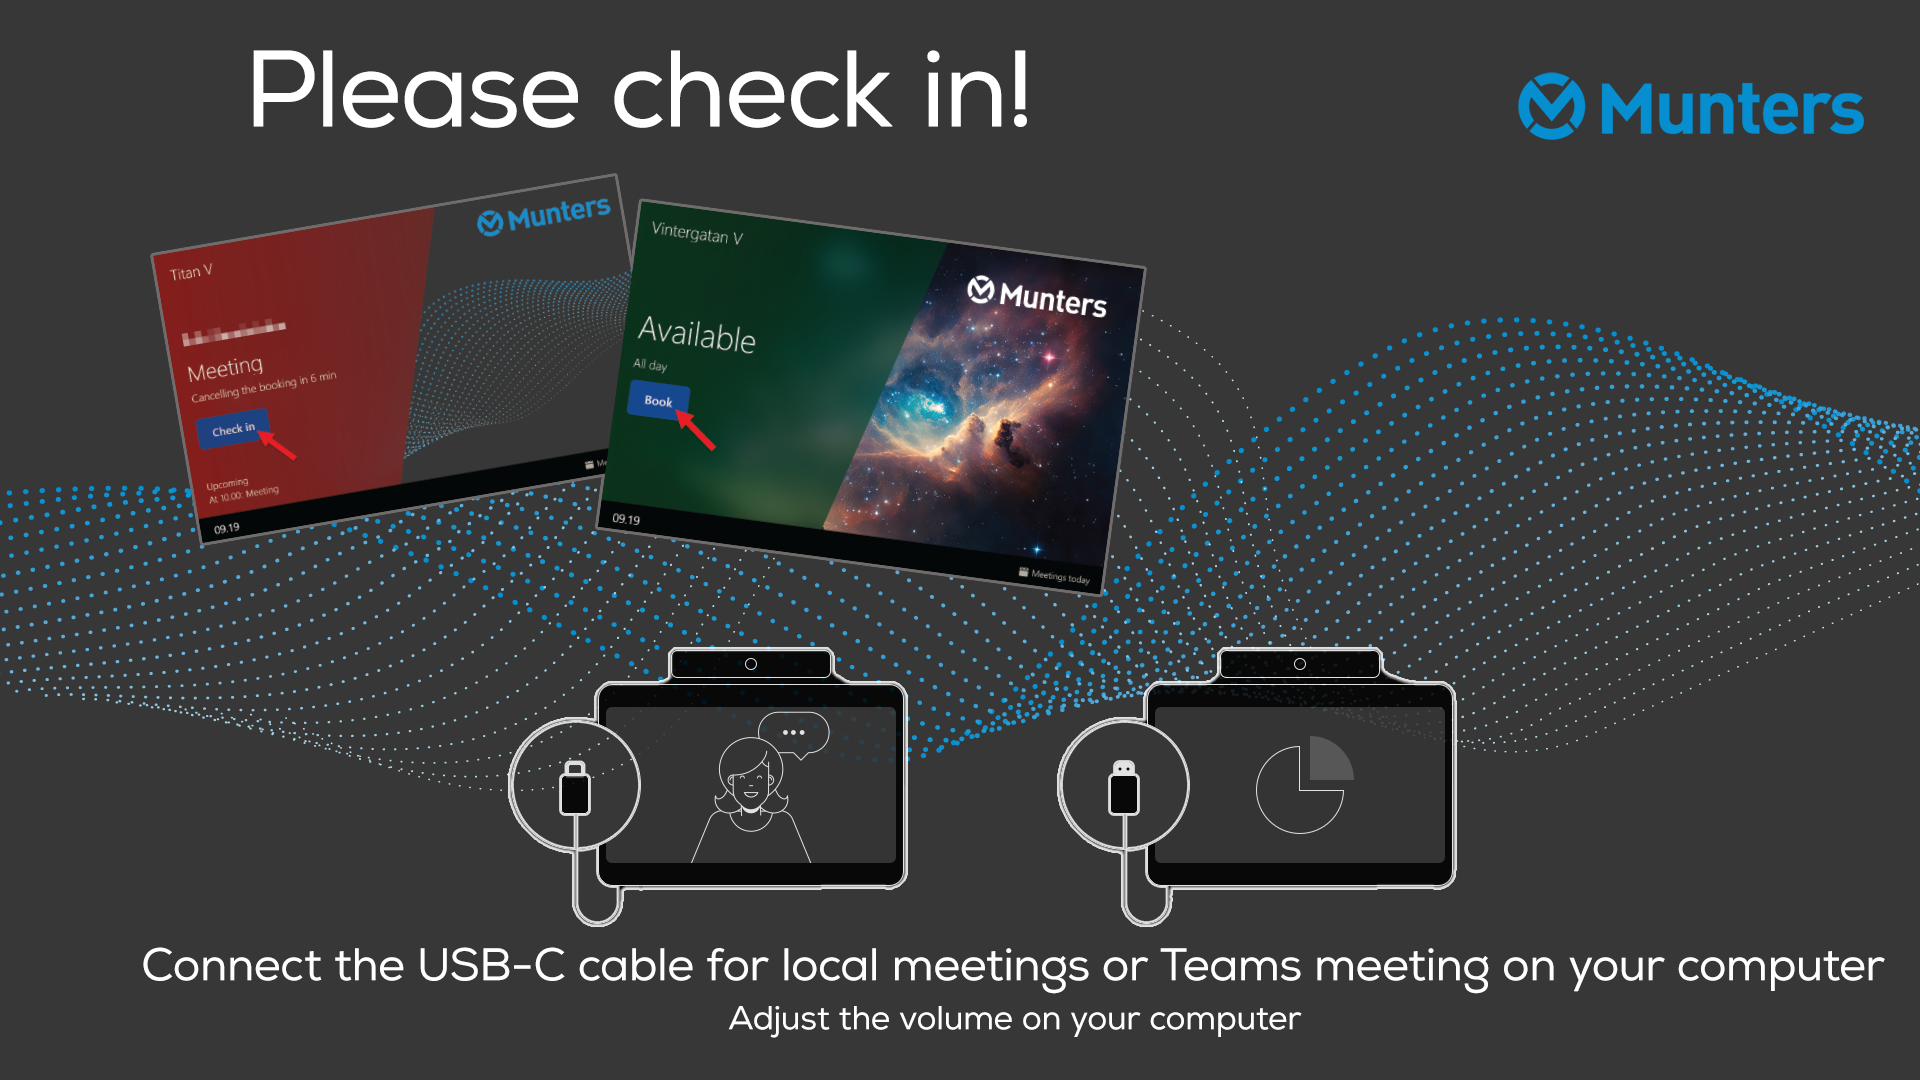 Please check in!
Munters
Titan V
Munters
Meeting
Cancelling the booking in 6 min
Check in
Upcoming
At 10.00: Meeting
09.19
Vintergatan V
Munters
Available
All day
Book
09.19
Meetings today
Connect the USB-C cable for local meetings or Teams meeting on your computer
Adjust the volume on your computer